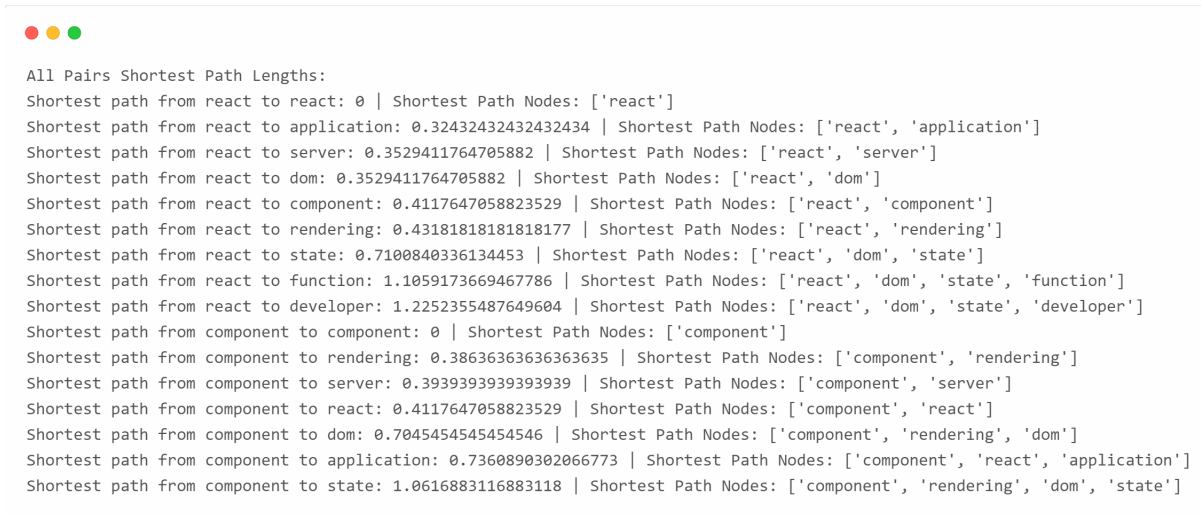 All Pairs Shortest Path Lengths:
Shortest path from react to react: 0 | Shortest Path Nodes: ['react']
Shortest path from react to application: 0.32432432432432434 | Shortest Path Nodes: ['react', 'application']
Shortest path from react to server: 0.3529411764705882 | Shortest Path Nodes: ['react', 'server']
Shortest path from react to dom: 0.3529411764705882 | Shortest Path Nodes: ['react', 'dom']
Shortest path from react to component: 0.4117647058823529 | Shortest Path Nodes: ['react', 'component']
Shortest path from react to rendering: 0.43181818181818177 | Shortest Path Nodes: ['react', 'rendering']
Shortest path from react to state: 0.7100840336134453 | Shortest Path Nodes: ['react', 'dom', 'state']
Shortest path from react to function: 1.1059173669467786 | Shortest Path Nodes: ['react', 'dom', 'state', 'function']
Shortest path from react to developer: 1.2252355487649604 | Shortest Path Nodes: ['react', 'dom', 'state', 'developer']
Shortest path from component to component: 0 | Shortest Path Nodes: ['component']
Shortest path from component to rendering: 0.38636363636363635 | Shortest Path Nodes: ['component', 'rendering']
Shortest path from component to server: 0.3939393939393939 | Shortest Path Nodes: ['component', 'server']
Shortest path from component to react: 0.4117647058823529 | Shortest Path Nodes: ['component', 'react']
Shortest path from component to dom: 0.7045454545454546 | Shortest Path Nodes: ['component', 'rendering', 'dom']
Shortest path from component to application: 0.7360890302066773 | Shortest Path Nodes: ['component', 'react', 'application']
Shortest path from component to state: 1.0616883116883118 | Shortest Path Nodes: ['component', 'rendering', 'dom', 'state']